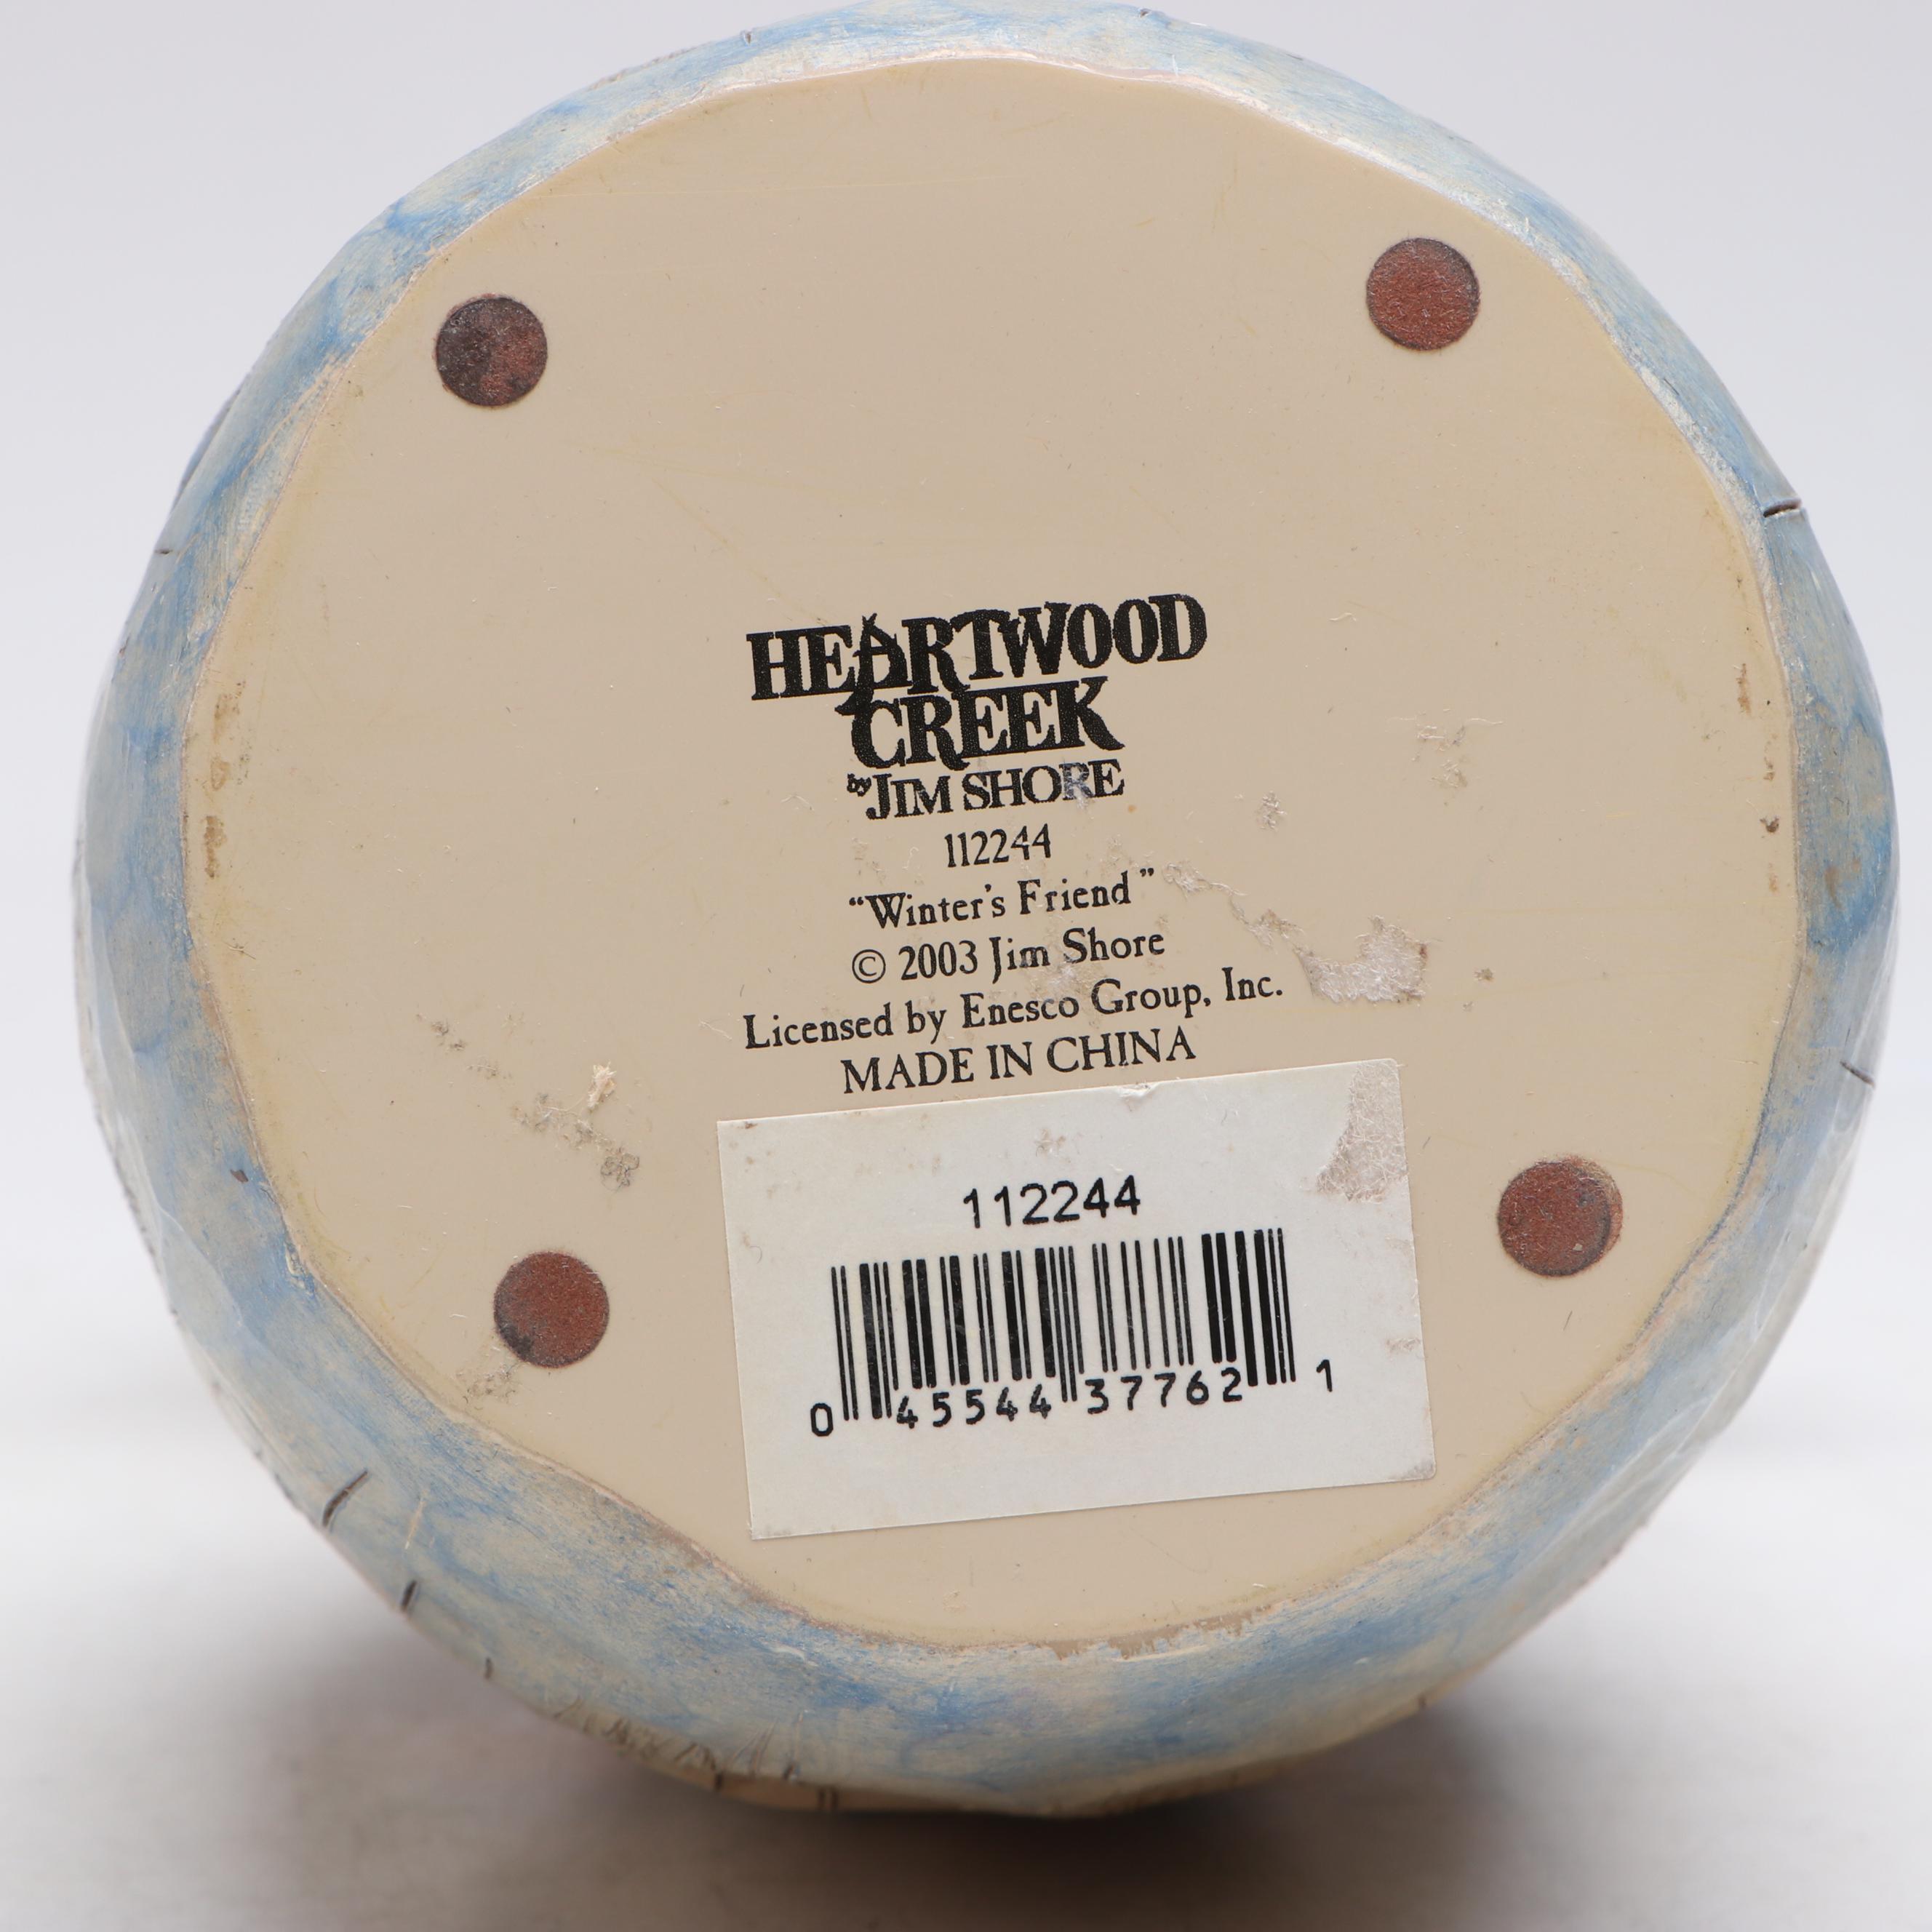 HEARTWOOD
CREEK
by JIM SHORE
112244
“Winter's Friend”
© 2003 Jim Shore
Licensed by Enesco Group, Inc.
MADE IN CHINA
112244
0 45544 37762 1